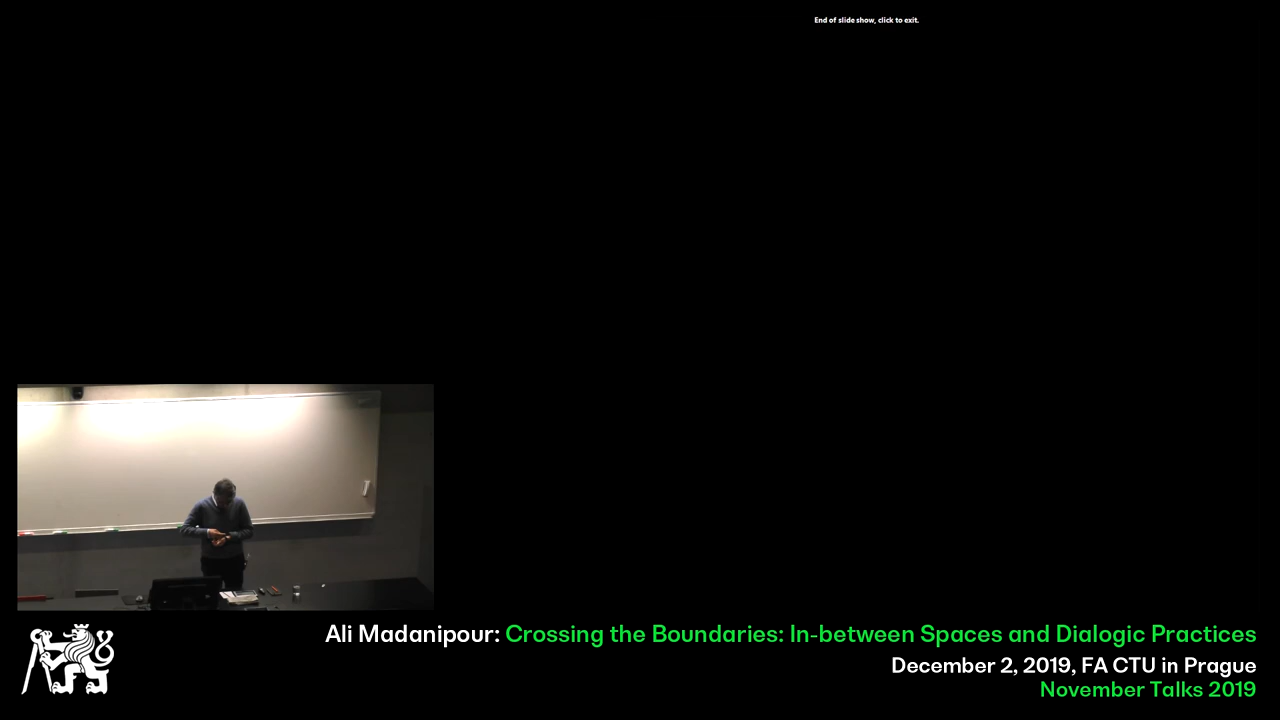 End of slide show, click to exit.
Ali Madanipour: Crossing the Boundaries: In-between Spaces and Dialogic Practices
December 2, 2019, FA CTU in Prague
November Talks 2019